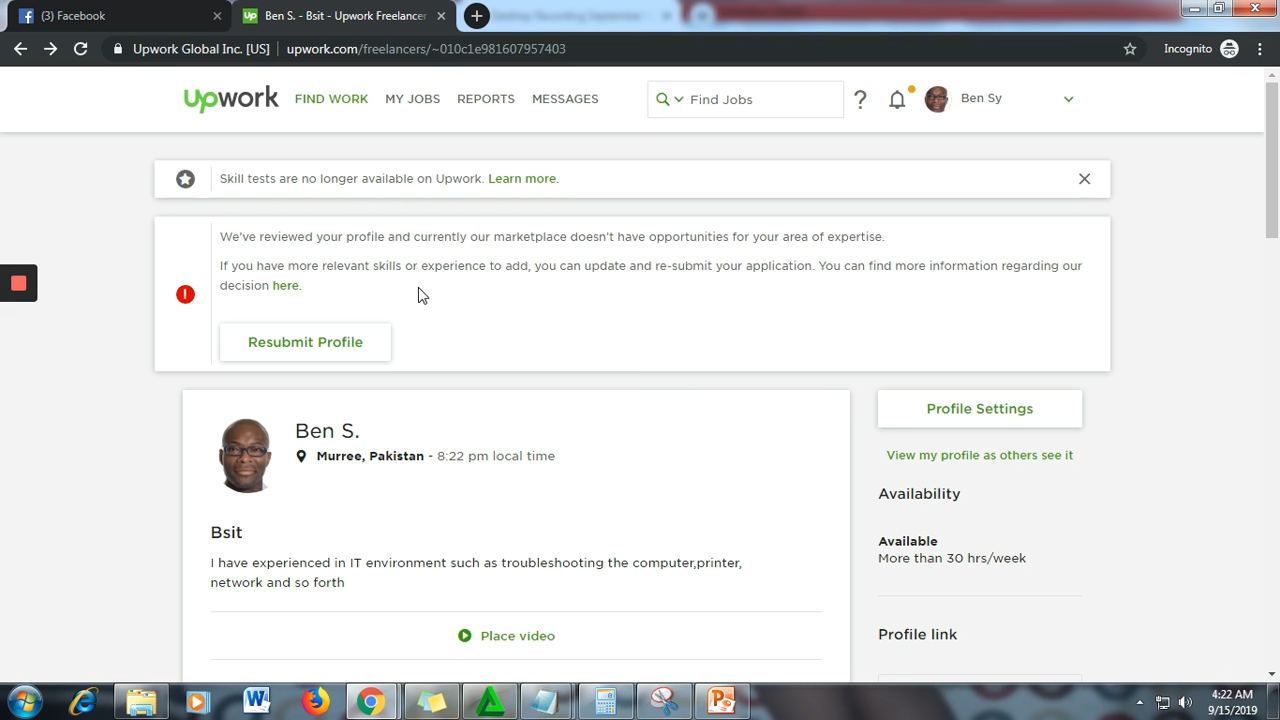 (3) Facebook
Ben S. - Bsit - Upwork Freelancer
Upwork Global Inc. [US]
upwork.com/freelancers/~010c1e981607957403
Incognito
upwork
FIND WORK
MY JOBS
REPORTS
MESSAGES
Find Jobs
?
Ben Sy
Skill tests are no longer available on Upwork. Learn more.
We've reviewed your profile and currently our marketplace doesn't have opportunities for your area of expertise.
If you have more relevant skills or experience to add, you can update and re-submit your application. You can find more information regarding our
decision here.
Resubmit Profile
Ben S.
Murree, Pakistan - 8:22 pm local time
Bsit
I have experienced in IT environment such as troubleshooting the computer,printer,
network and so forth
Place video
Profile Settings
View my profile as others see it
Availability
Available
More than 30 hrs/week
Profile link
4:22 AM
9/15/2019